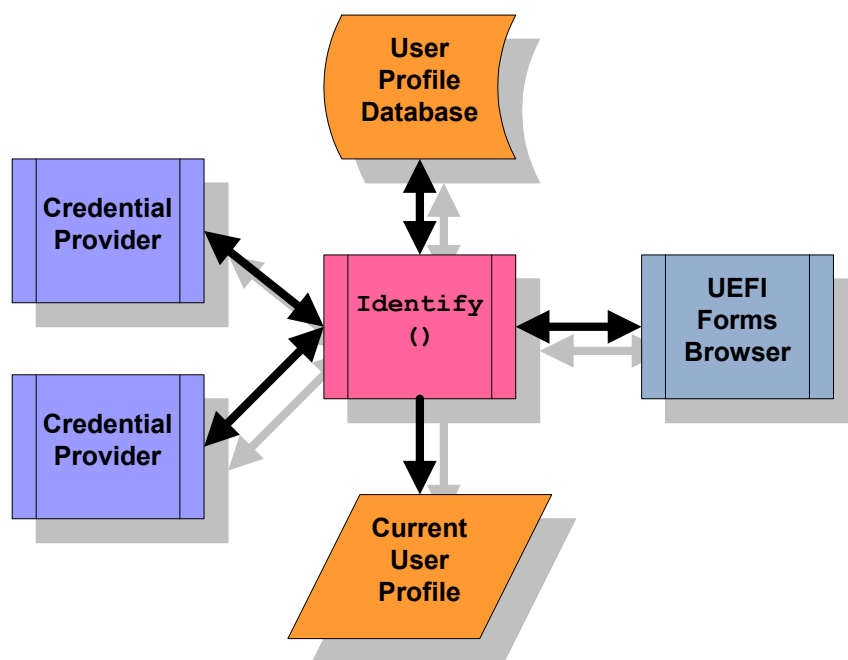 User
Profile
Database
Credential
Provider
Identify
()
UEFI
Forms
Browser
Credential
Provider
Current
User
Profile